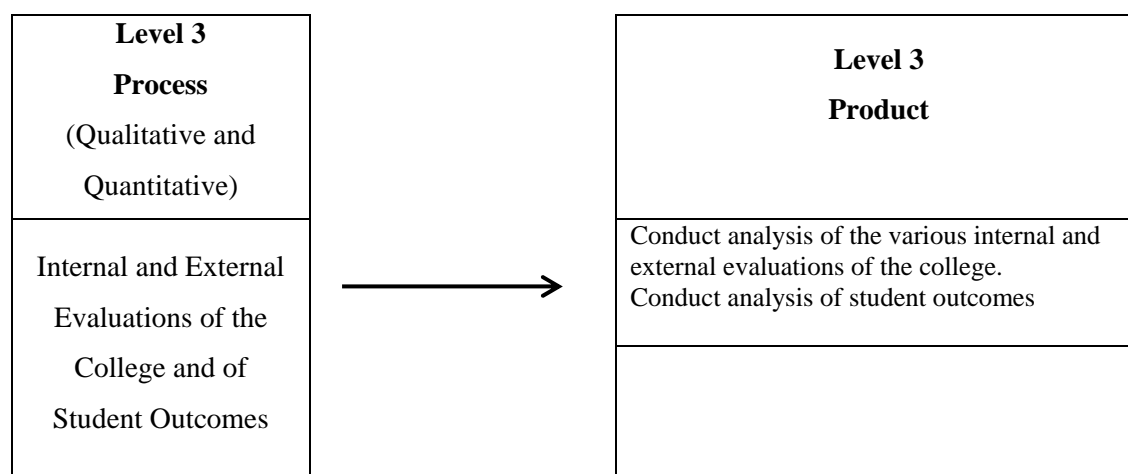 Level 3
Process
(Qualitative and
Quantitative)
Internal and External
Evaluations of the
College and of
Student Outcomes
Level 3
Product
Conduct analysis of the various internal and
external evaluations of the college.
Conduct analysis of student outcomes